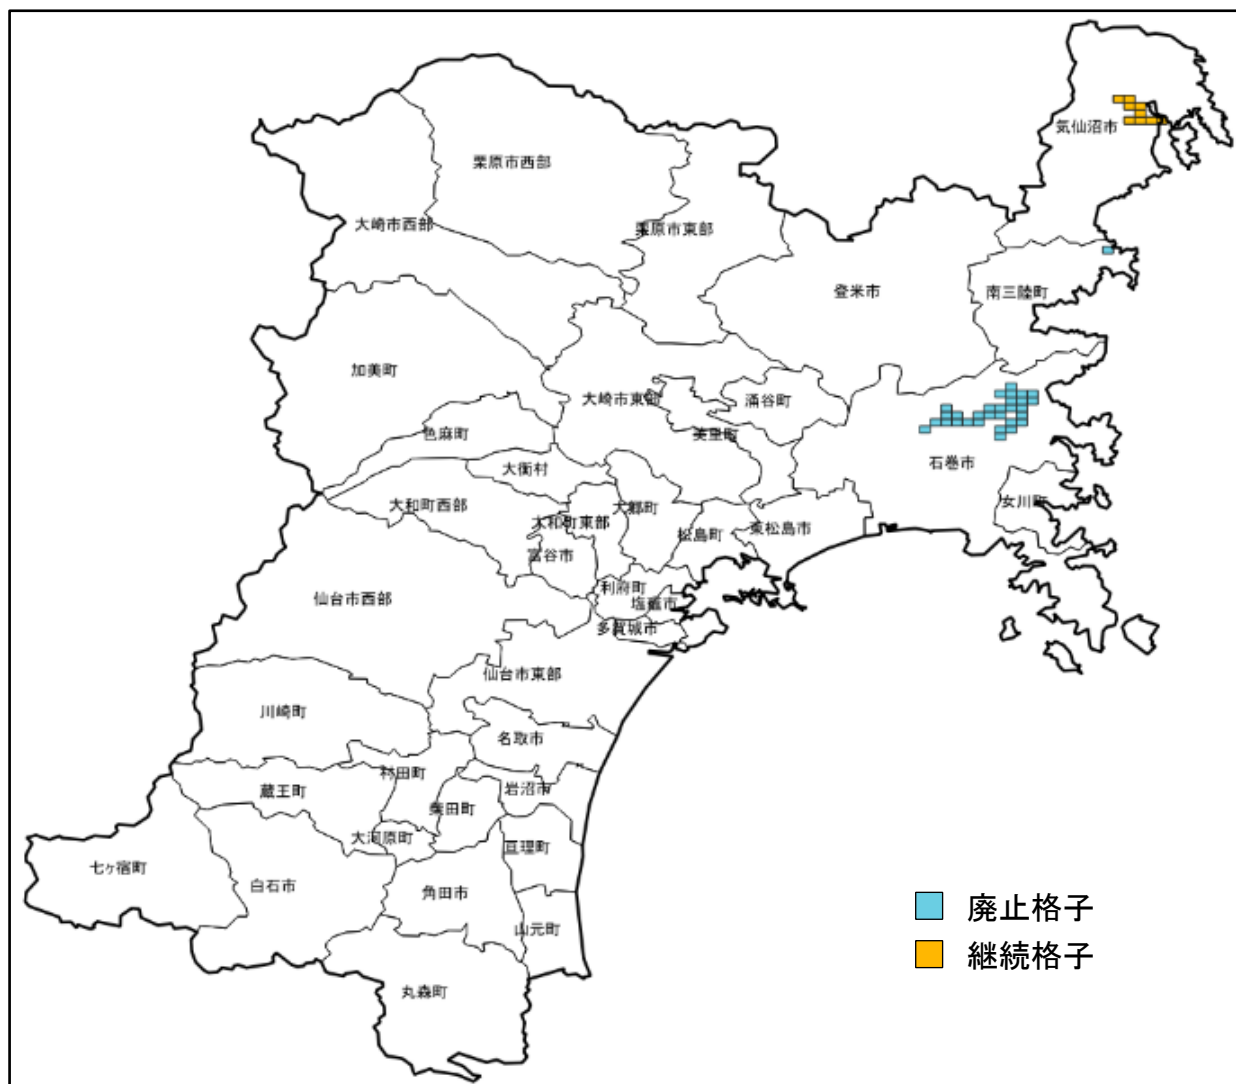 気仙沼市
栗原市西部
大崎市西部
栗原市東部
登米市
南三陸町
加美町
大崎市東部
涌谷町
色麻町
美里町
石巻市
大衡村
大和町西部
女川町
大郷町
大和町東部
松島町
東松島市
富谷市
利府町
仙台市西部
塩竈市
多賀城市
仙台市東部
川崎町
名取市
村田町
蔵王町
岩沼市
柴田町
大河原町
亘理町
七ヶ宿町
白石市
角田市
山元町
丸森町
廃止格子
継続格子